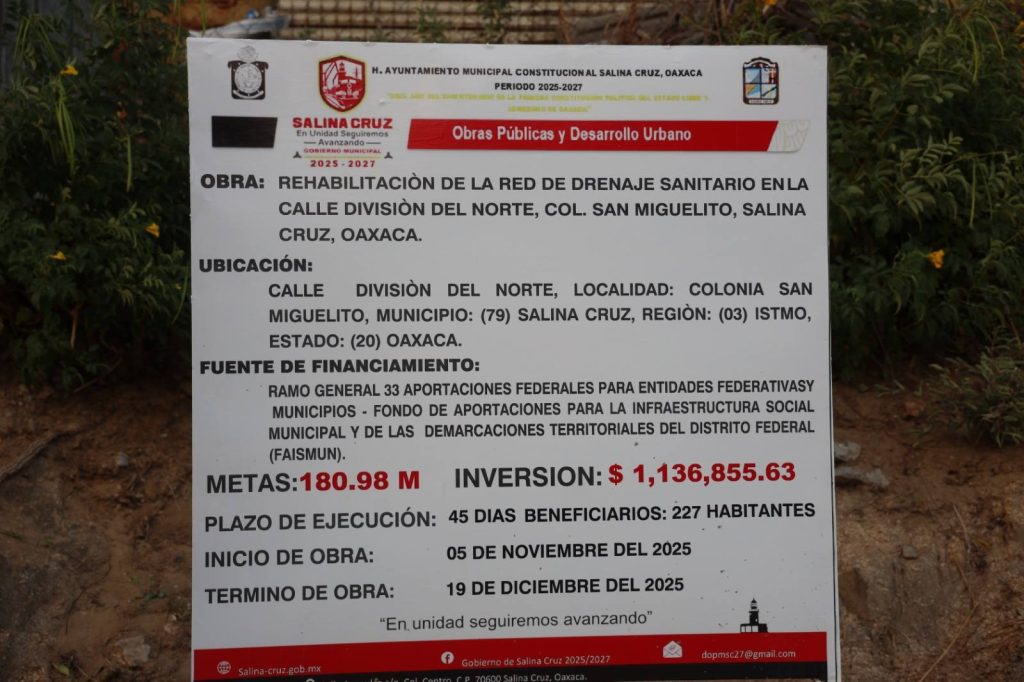 H. AYUNTAMIENTO MUNICIPAL CONSTITUCIONAL SALINA CRUZ, OAXACA
PERIODO 2025-2027
SALINA CRUZ
En Unidad Seguiremos
Avanzando
GOBIERNO MUNICIPAL
2025 - 2027
Obras Públicas y Desarrollo Urbano
OBRA: REHABILITACIÒN DE LA RED DE DRENAJE SANITARIO EN LA
CALLE DIVISIÒN DEL NORTE, COL. SAN MIGUELITO, SALINA
CRUZ, OAXACA.
UBICACIÓN:
CALLE DIVISIÒN DEL NORTE, LOCALIDAD: COLONIA SAN
MIGUELITO, MUNICIPIO: (79) SALINA CRUZ, REGIÒN: (03) ISTMO,
ESTADO: (20) OAXACA.
FUENTE DE FINANCIAMIENTO:
RAMO GENERAL 33 APORTACIONES FEDERALES PARA ENTIDADES FEDERATIVASY
MUNICIPIOS - FONDO DE APORTACIONES PARA LA INFRAESTRUCTURA SOCIAL
MUNICIPAL Y DE LAS DEMARCACIONES TERRITORIALES DEL DISTRITO FEDERAL
(FAISMUN).
METAS:180.98 M INVERSION: $ 1,136,855.63
PLAZO DE EJECUCIÓN: 45 DIAS BENEFICIARIOS: 227 HABITANTES
INICIO DE OBRA: 05 DE NOVIEMBRE DEL 2025
TERMINO DE OBRA: 19 DE DICIEMBRE DEL 2025
“En unidad seguiremos avanzando”
Salina-cruz.gob.mx Gobierno de Salina Cruz 2025/2027 dopmsc27@gmail.com
Col. Centro, C.P. 70600 Salina Cruz, Oaxaca.